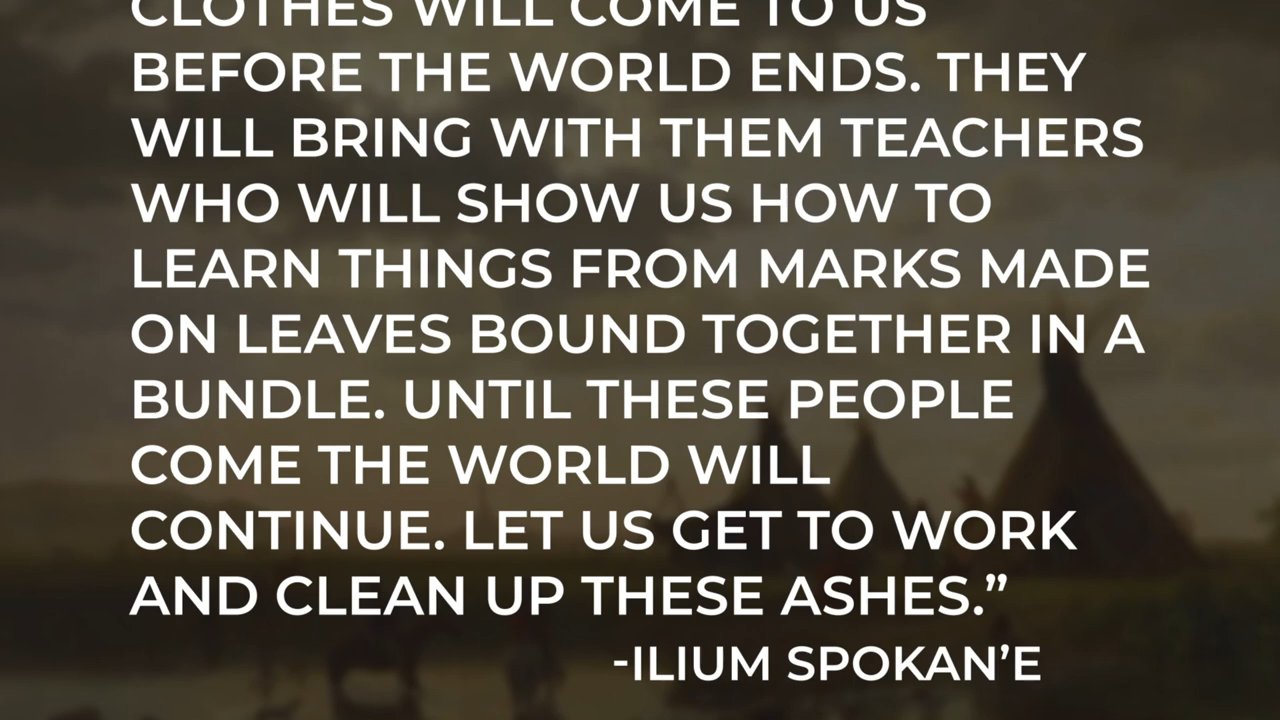 CLOTHES WILL COME TO US
BEFORE THE WORLD ENDS. THEY
WILL BRING WITH THEM TEACHERS
WHO WILL SHOW US HOW TO
LEARN THINGS FROM MARKS MADE
ON LEAVES BOUND TOGETHER IN A
BUNDLE. UNTIL THESE PEOPLE
COME THE WORLD WILL
CONTINUE. LET US GET TO WORK
AND CLEAN UP THESE ASHES.”
-ILIUM SPOKAN’E